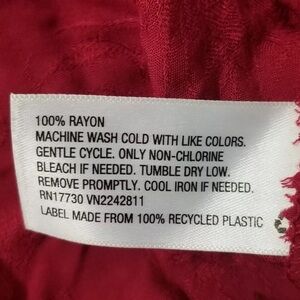 100% RAYON
MACHINE WASH COLD WITH LIKE COLORS.
GENTLE CYCLE. ONLY NON-CHLORINE
BLEACH IF NEEDED. TUMBLE DRY LOW.
REMOVE PROMPTLY. COOL IRON IF NEEDED.
RN17730 VN2242811
LABEL MADE FROM 100% RECYCLED PLASTIC